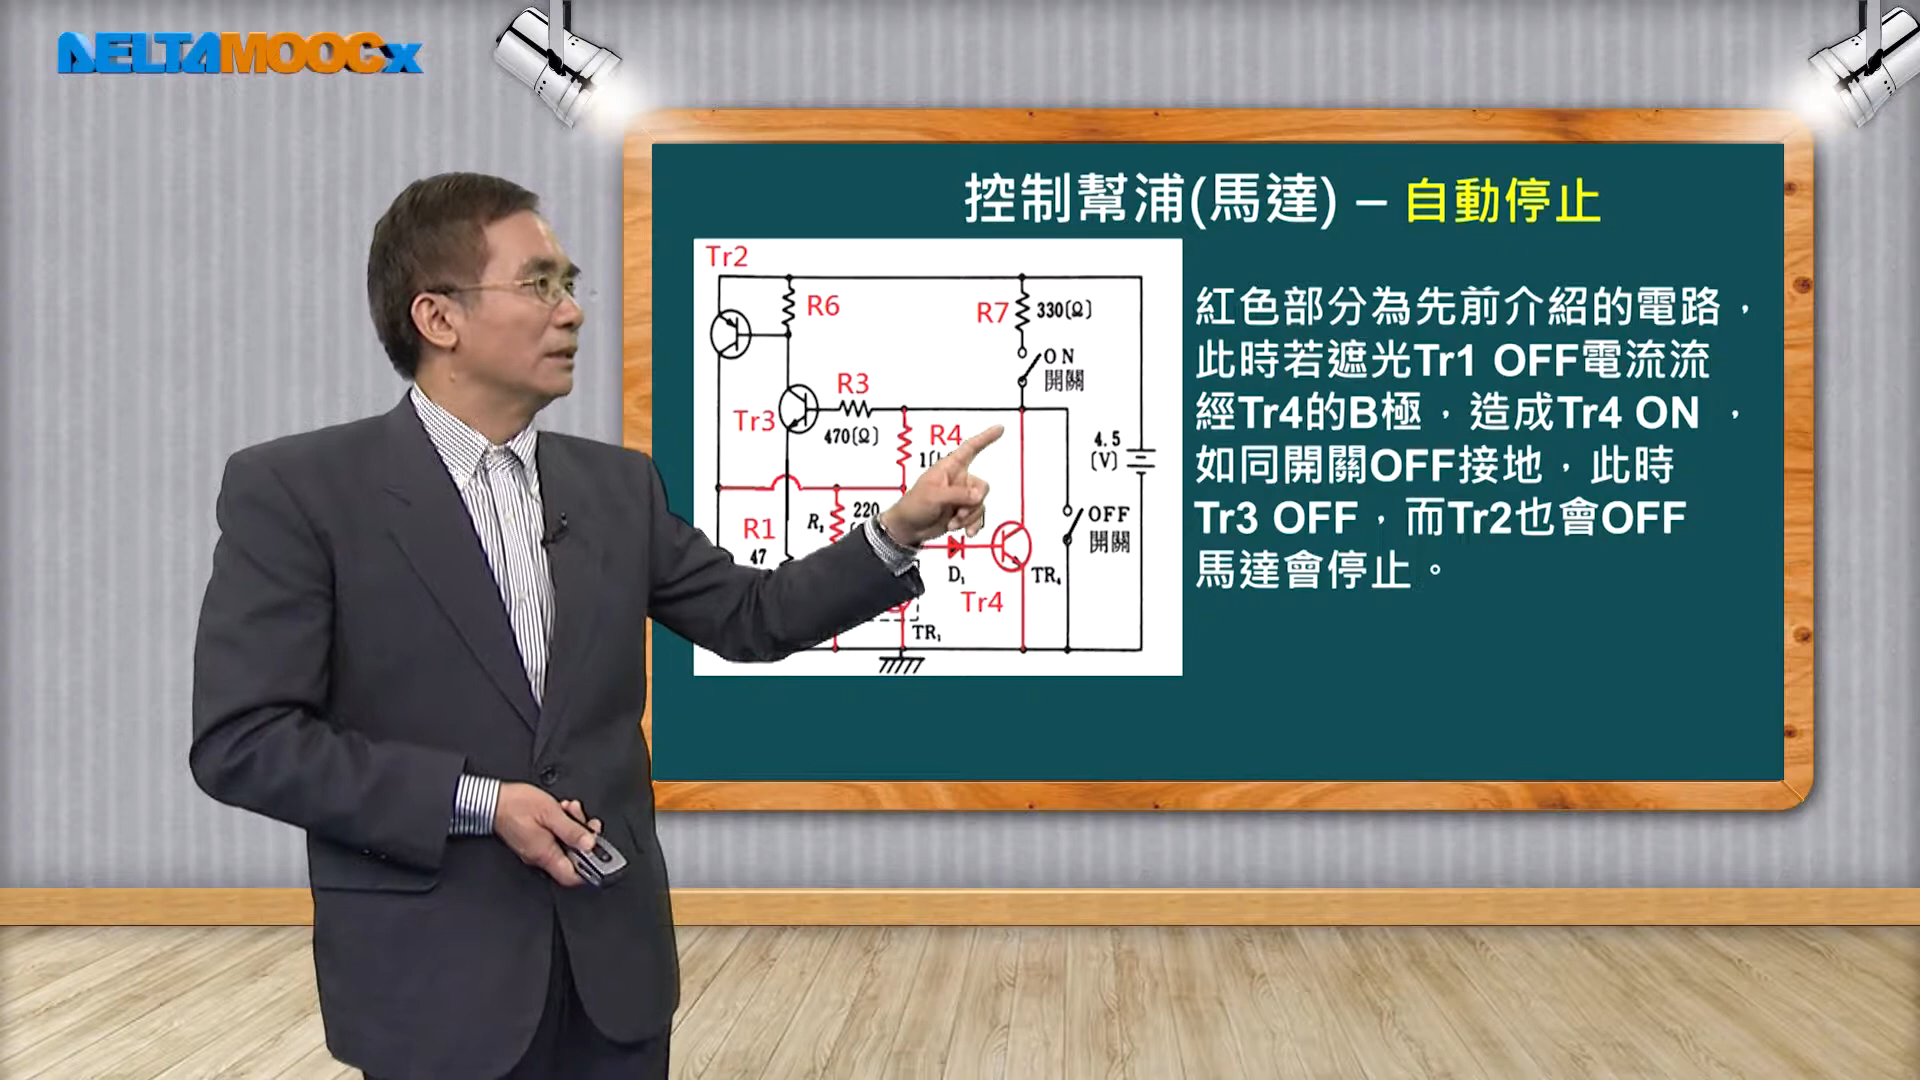 DELTAMOOCx
控制幫浦(馬達) – 自動停止
Tr2
R6
R7
330(Ω)
ON
開關
R3
Tr3
470(Ω)
R4
4.5
(V)
220
R1
47
OFF
開關
D₁
TR₄
Tr4
TR₁
紅色部分為先前介紹的電路，
此時若遮光Tr1 OFF電流流
經Tr4的B極，造成Tr4 ON ，
如同開關OFF接地，此時
Tr3 OFF，而Tr2也會OFF
馬達會停止。